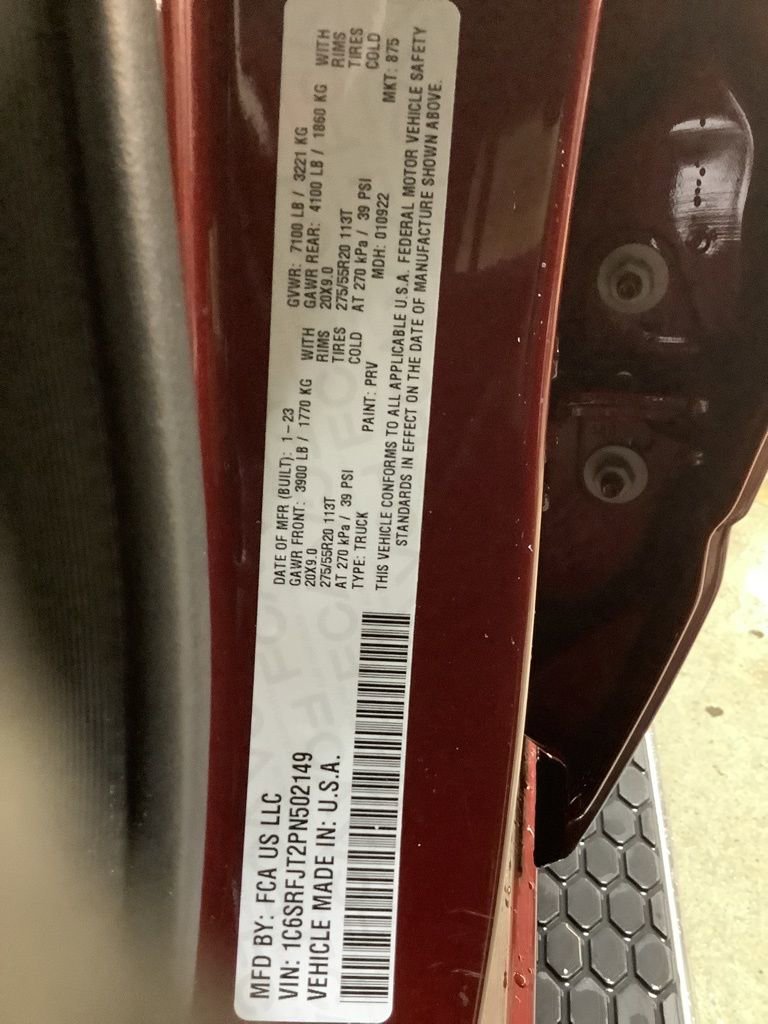 MFD BY: FCA US LLC
VIN: 1C6SRFJT2PN502149
VEHICLE MADE IN: U.S.A.
DATE OF MFR (BUILT): 1-23 GVWR: 7100 LB / 3221 KG
GAWR FRONT: 3900 LB / 1770 KG WITH GAWR REAR: 4100 LB / 1860 KG WITH
20X9.0 RIMS 20X9.0 RIMS
275/55R20 113T TIRES 275/55R20 113T TIRES
AT 270 kPa / 39 PSI COLD AT 270 kPa / 39 PSI COLD
TYPE: TRUCK PAINT: PRV MDH: 010922 MKT: 875
THIS VEHICLE CONFORMS TO ALL APPLICABLE U.S.A. FEDERAL MOTOR VEHICLE SAFETY
STANDARDS IN EFFECT ON THE DATE OF MANUFACTURE SHOWN ABOVE.